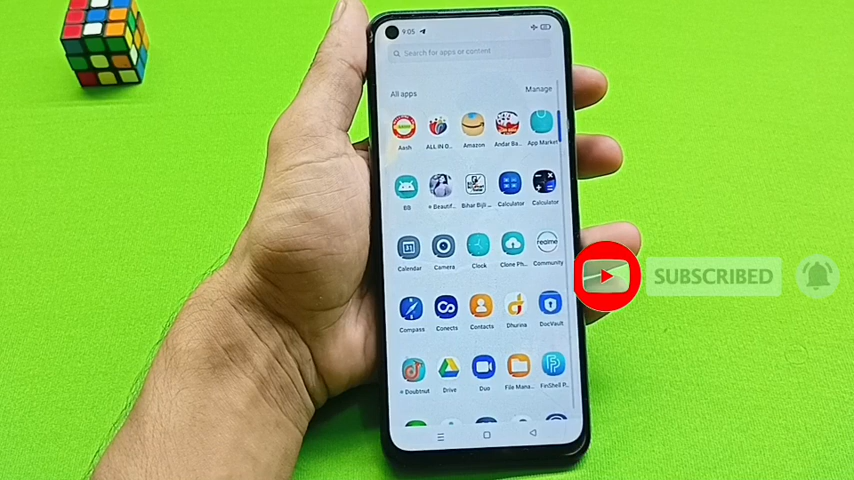 9:05
Search for apps or content
All apps
Manage
Aash
ALL IN O...
Amazon
Andar Ba...
App Market
BB
Beautif...
Bihar Bijli ...
Calculator
Calculator
Calendar
Camera
Clock
Clone Ph...
realme
Community
Compass
Conects
Contacts
Dhurina
DocVault
Doubtnut
Drive
Duo
File Mana...
FinShell P...
SUBSCRIBED